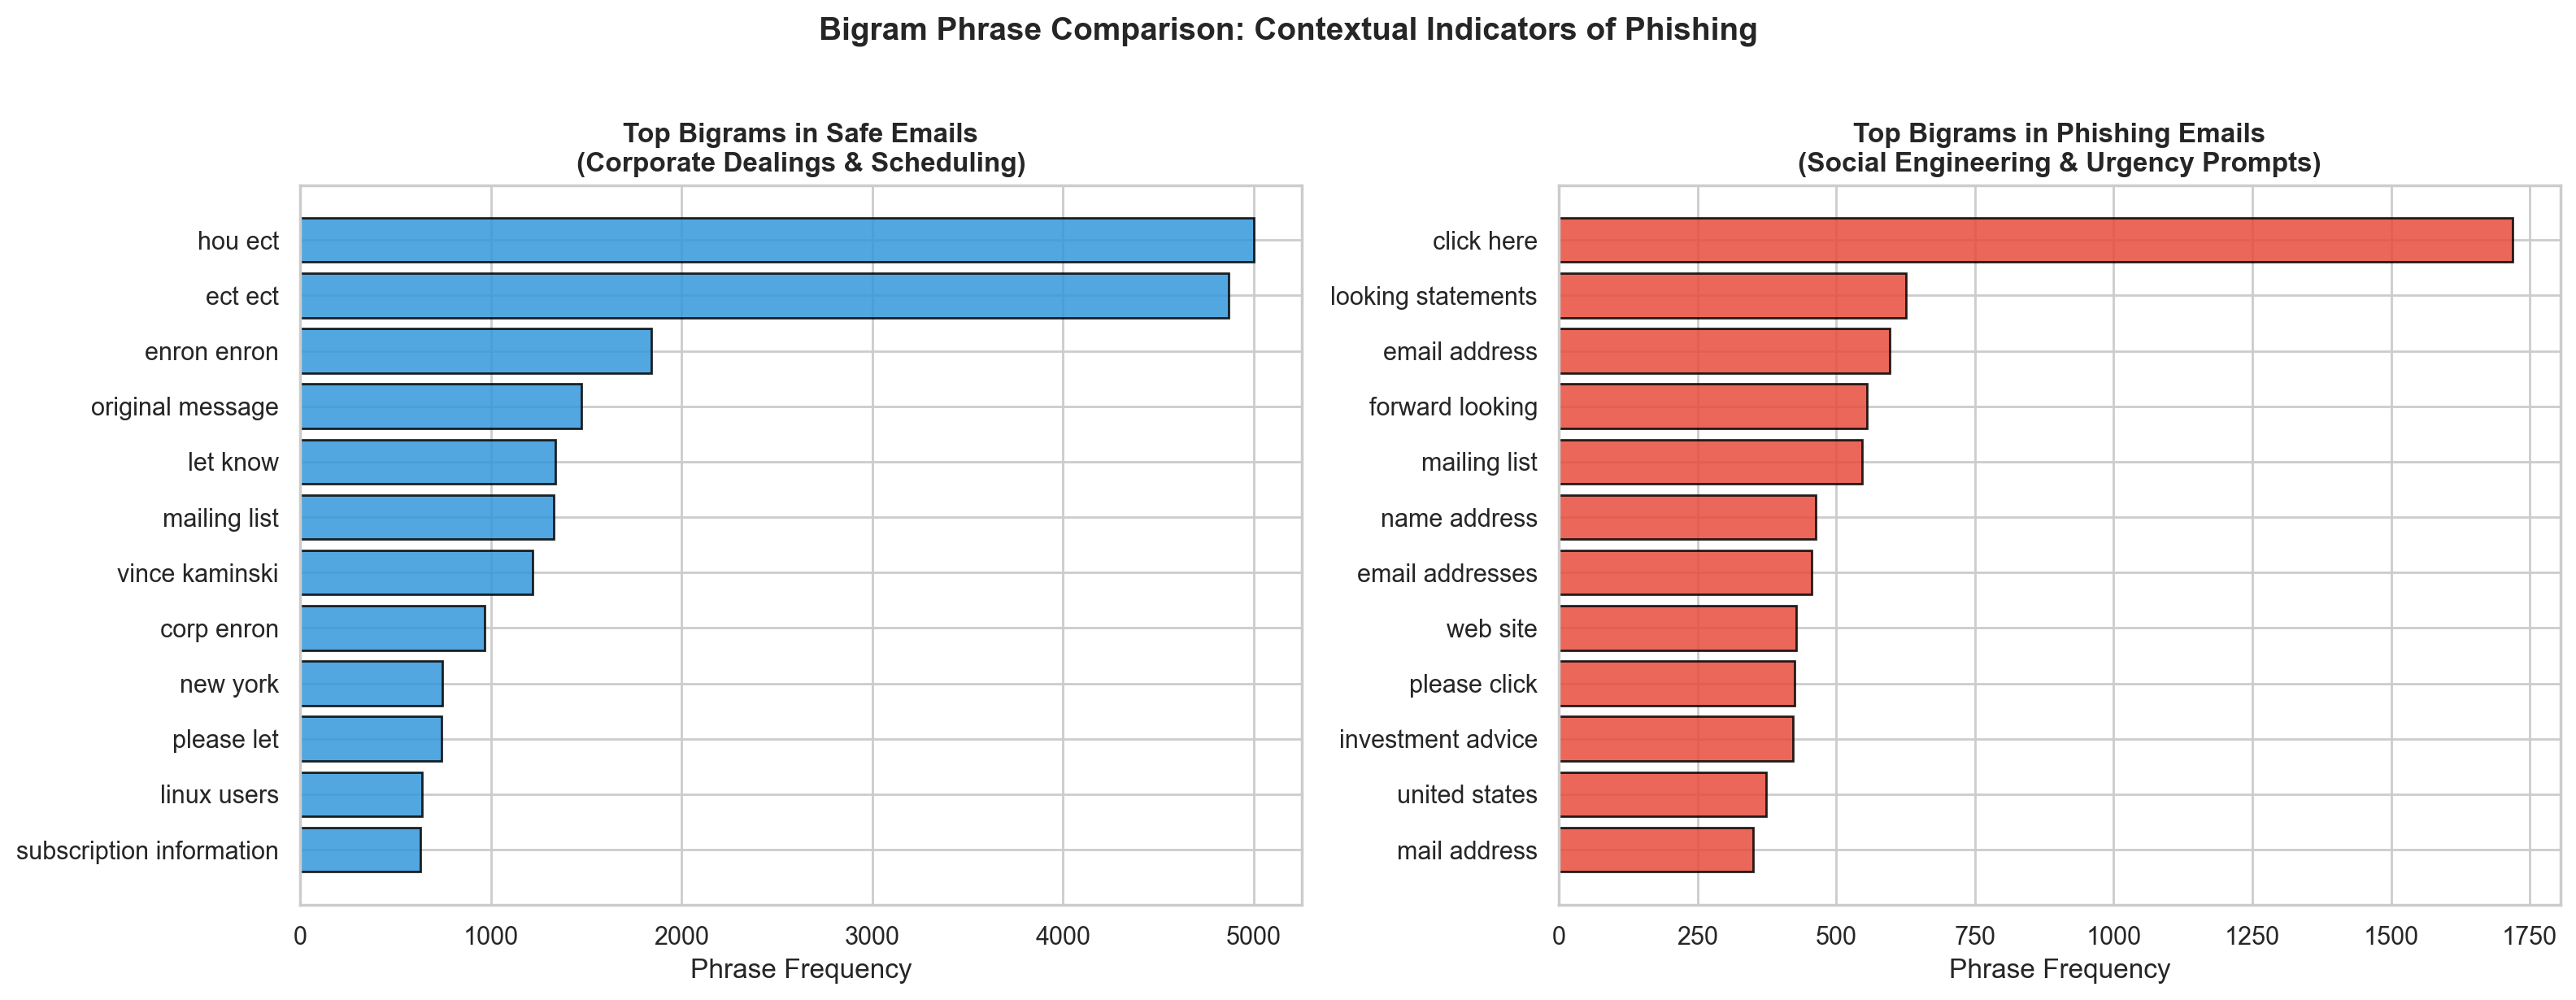 Bigram Phrase Comparison: Contextual Indicators of Phishing
Top Bigrams in Safe Emails
(Corporate Dealings & Scheduling)
hou ect
ect ect
enron enron
original message
let know
mailing list
vince kaminski
corp enron
new york
please let
linux users
subscription information
0 1000 2000 3000 4000 5000
Phrase Frequency
Top Bigrams in Phishing Emails
(Social Engineering & Urgency Prompts)
click here
looking statements
email address
forward looking
mailing list
name address
email addresses
web site
please click
investment advice
united states
mail address
0 250 500 750 1000 1250 1500 1750
Phrase Frequency